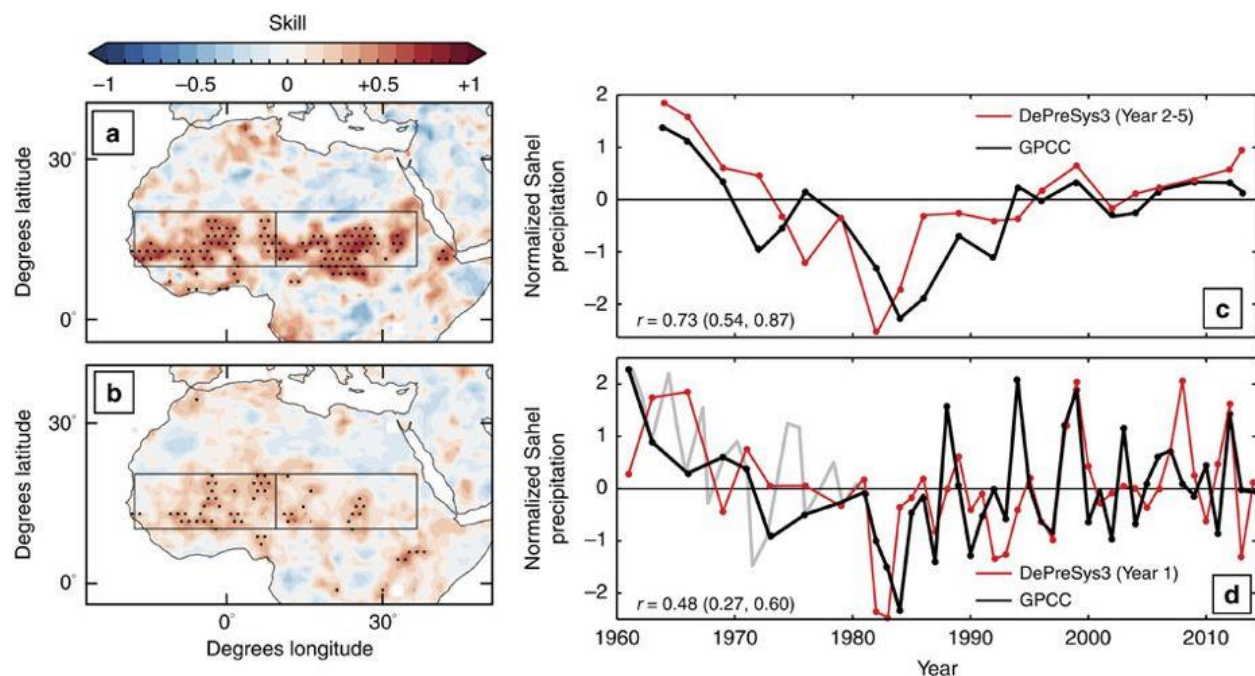 Skill
−1 −0.5 0 +0.5 +1
a
30°
0°
Degrees latitude
b
30°
0°
Degrees latitude
0° 30°
Degrees longitude
2
1
0
−1
−2
Normalized Sahel
precipitation
DePreSys3 (Year 2-5)
GPCC
r = 0.73 (0.54, 0.87)
c
2
1
0
−1
−2
Normalized Sahel
precipitation
DePreSys3 (Year 1)
GPCC
r = 0.48 (0.27, 0.60)
d
1960 1970 1980 1990 2000 2010
Year